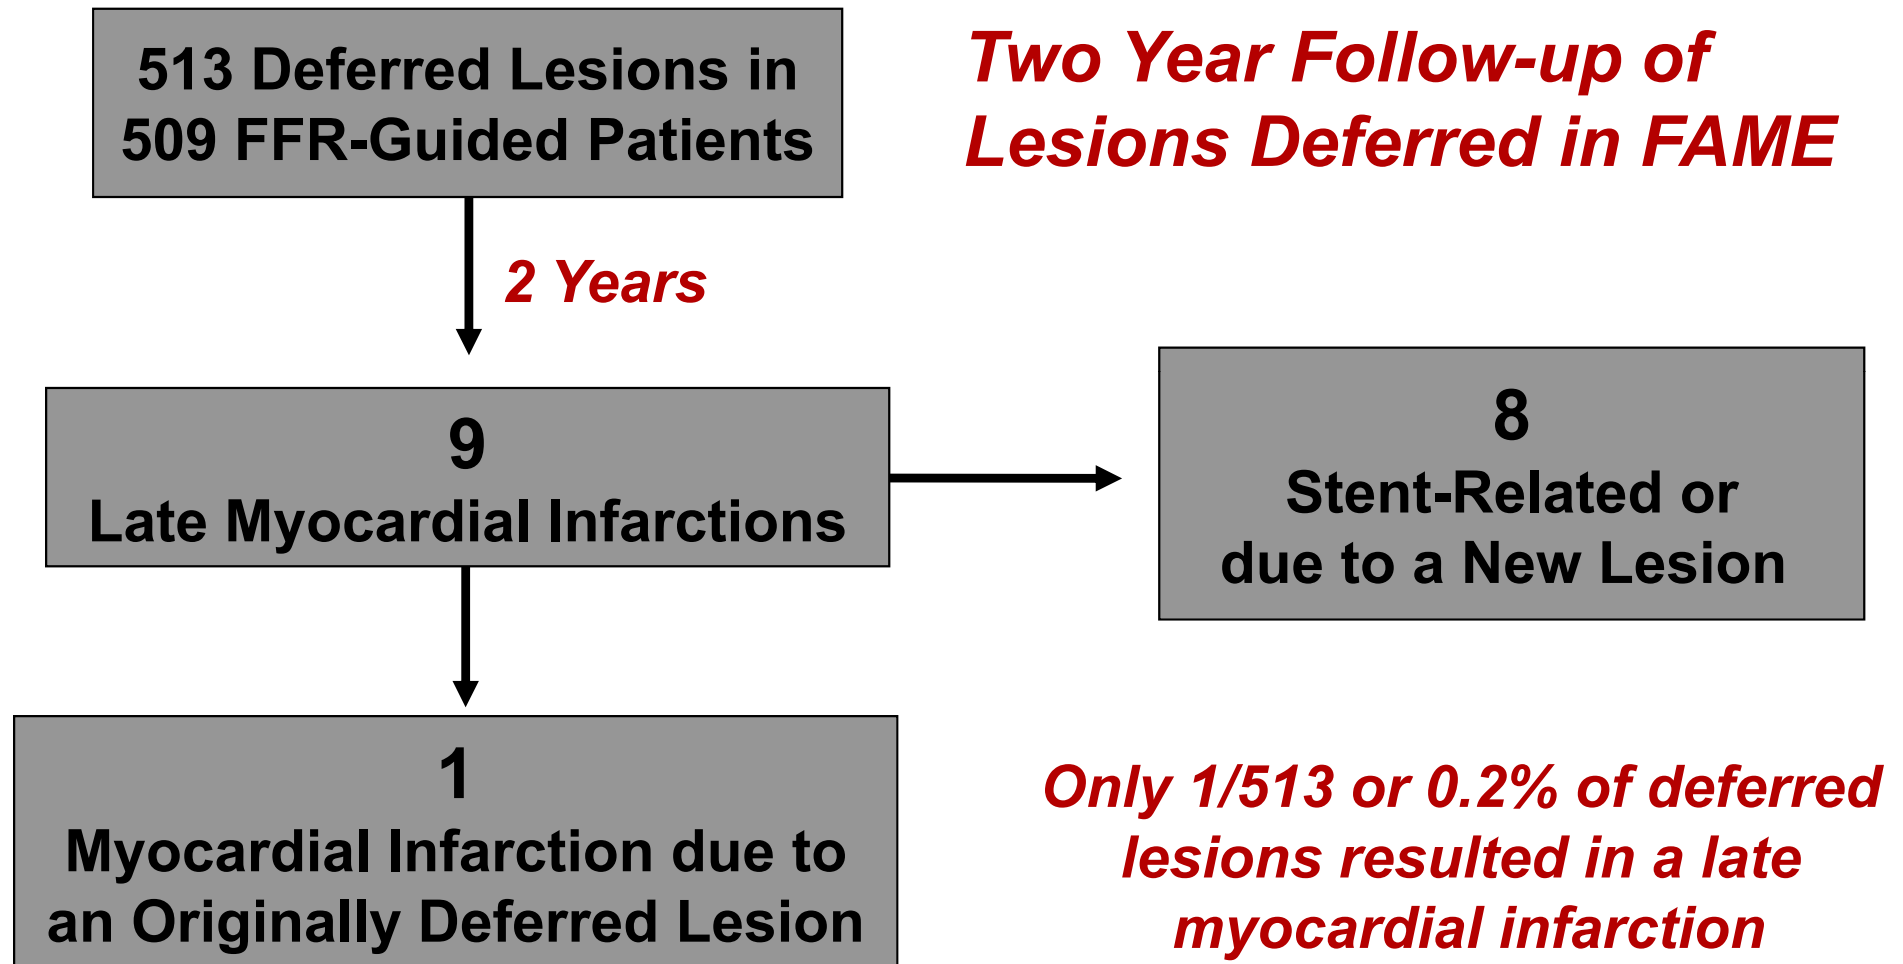 513 Deferred Lesions in
509 FFR-Guided Patients
Two Year Follow-up of
Lesions Deferred in FAME
2 Years
9
Late Myocardial Infarctions
8
Stent-Related or
due to a New Lesion
1
Myocardial Infarction due to
an Originally Deferred Lesion
Only 1/513 or 0.2% of deferred
lesions resulted in a late
myocardial infarction